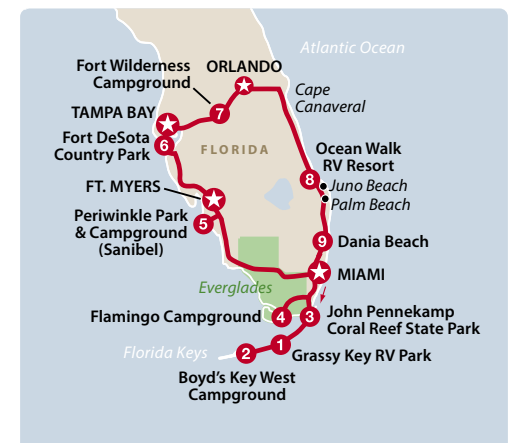 Atlantic Ocean
Fort Wilderness
Campground
ORLANDO
Cape
Canaveral
7
TAMPA BAY
6
Fort DeSota
Country Park
FLORIDA
Ocean Walk
RV Resort
8
Juno Beach
Palm Beach
FT. MYERS
5
Periwinkle Park
& Campground
(Sanibel)
9
Dania Beach
MIAMI
Everglades
Flamingo Campground
4
3
John Pennekamp
Coral Reef State Park
Florida Keys
2
1
Grassy Key RV Park
Boyd's Key West
Campground